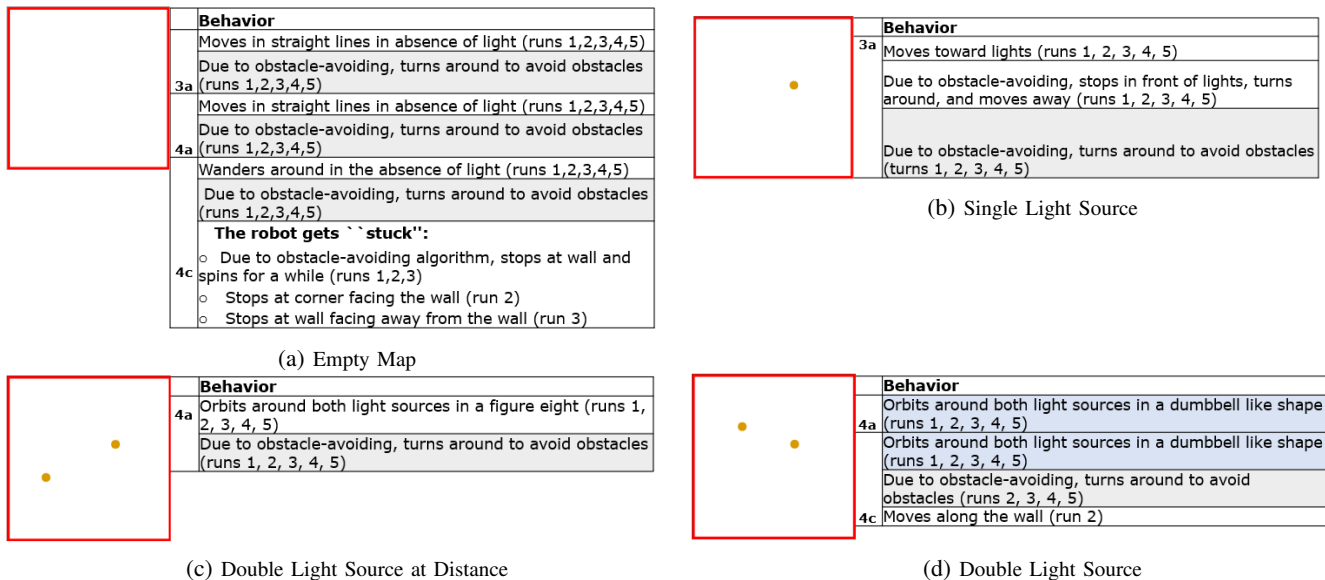 Behavior
Moves in straight lines in absence of light (runs 1,2,3,4,5)
Due to obstacle-avoiding, turns around to avoid obstacles
3a (runs 1,2,3,4,5)
Moves in straight lines in absence of light (runs 1,2,3,4,5)
Due to obstacle-avoiding, turns around to avoid obstacles
4a (runs 1,2,3,4,5)
Wanders around in the absence of light (runs 1,2,3,4,5)
Due to obstacle-avoiding, turns around to avoid obstacles
(runs 1,2,3,4,5)
The robot gets ``stuck":
○ Due to obstacle-avoiding algorithm, stops at wall and
4c spins for a while (runs 1,2,3)
○ Stops at corner facing the wall (run 2)
○ Stops at wall facing away from the wall (run 3)
(a) Empty Map
Behavior
3a Moves toward lights (runs 1, 2, 3, 4, 5)
Due to obstacle-avoiding, stops in front of lights, turns
around, and moves away (runs 1, 2, 3, 4, 5)
Due to obstacle-avoiding, turns around to avoid obstacles
(turns 1, 2, 3, 4, 5)
(b) Single Light Source
Behavior
4a Orbits around both light sources in a figure eight (runs 1,
2, 3, 4, 5)
Due to obstacle-avoiding, turns around to avoid obstacles
(runs 1, 2, 3, 4, 5)
(c) Double Light Source at Distance
Behavior
Orbits around both light sources in a dumbbell like shape
4a (runs 1, 2, 3, 4, 5)
Orbits around both light sources in a dumbbell like shape
(runs 1, 2, 3, 4, 5)
Due to obstacle-avoiding, turns around to avoid
obstacles (runs 2, 3, 4, 5)
4c Moves along the wall (run 2)
(d) Double Light Source